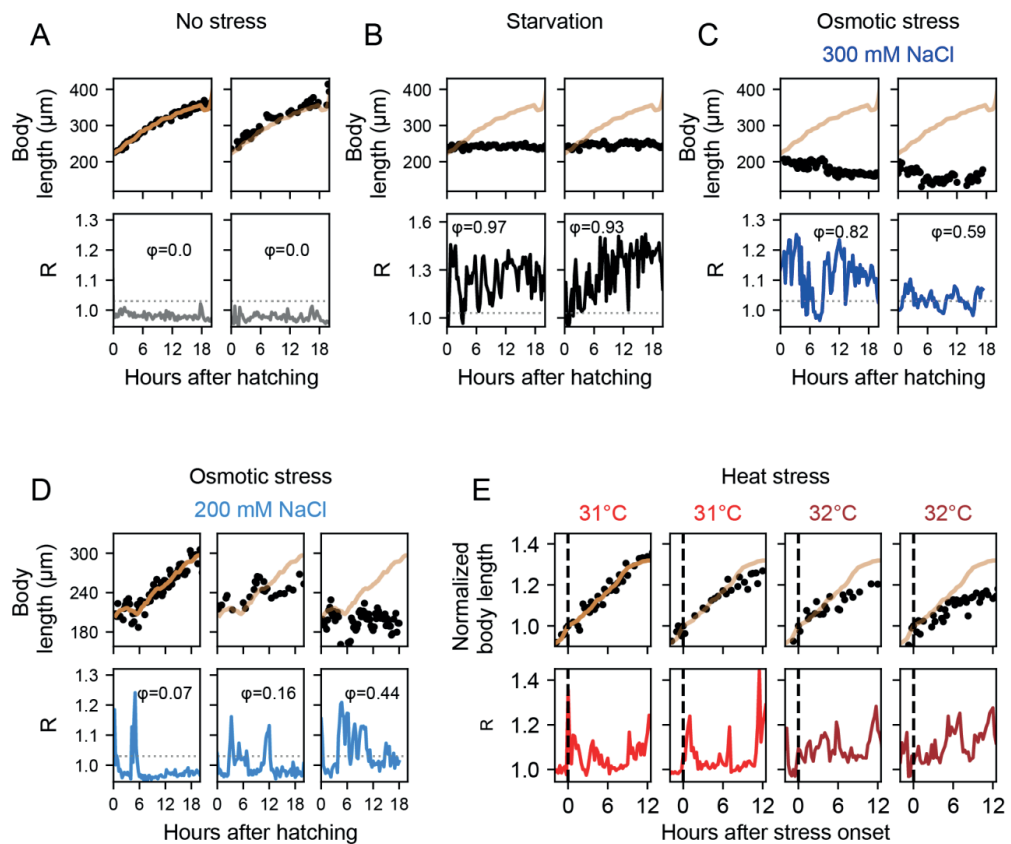 A
No stress
B
Starvation
C
Osmotic stress
300 mM NaCl
Body
length (μm)
400
300
200
400
300
200
400
300
200
R
1.3
1.2
1.1
1.0
φ=0.0
φ=0.0
1.6
1.3
1.0
φ=0.97
φ=0.93
Body
length (μm)
R
1.3
1.2
1.1
1.0
φ=0.82
φ=0.59
0 6 12 18 0 6 12 18
0 6 12 18 0 6 12 18
0 6 12 18 0 6 12 18
Hours after hatching
Hours after hatching
Hours after hatching
D
Osmotic stress
200 mM NaCl
Body
length (μm)
300
240
180
R
1.3
1.2
1.1
1.0
φ=0.07
φ=0.16
φ=0.44
0 6 12 18 0 6 12 18 0 6 12 18
Hours after hatching
E
Heat stress
31°C
31°C
32°C
32°C
Normalized
body length
1.4
1.2
1.0
R
1.4
1.2
1.0
0 6 12 0 6 12 0 6 12 0 6 12
Hours after stress onset